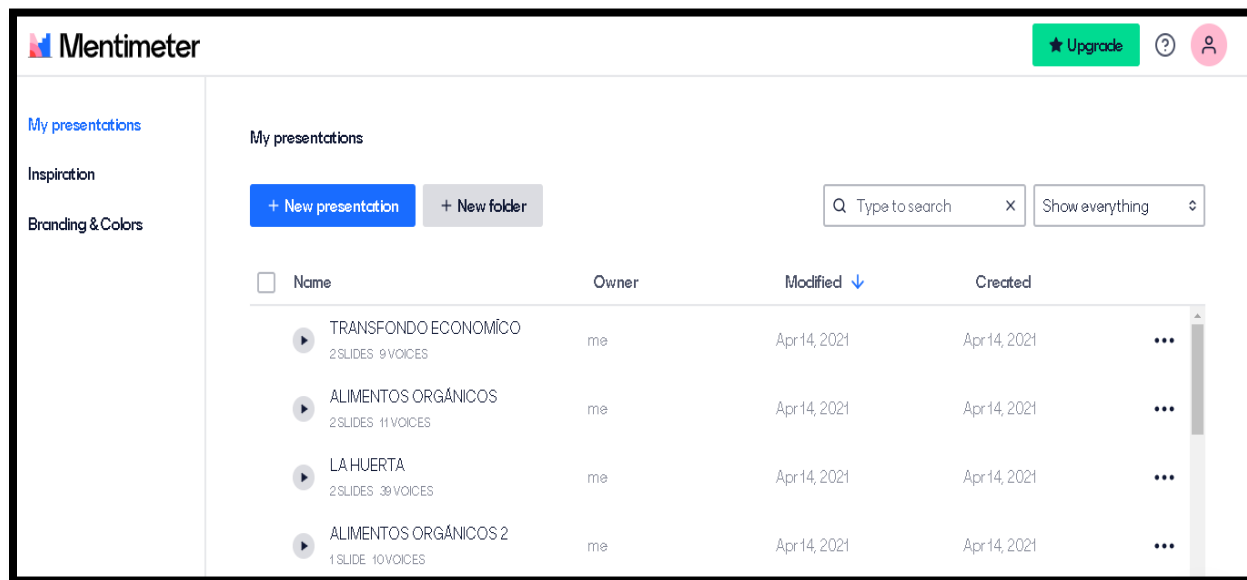 Mentimeter
Upgrade
My presentations
Inspiration
Branding & Colors
My presentations
+ New presentation
+ New folder
Type to search
Show everything
Name Owner Modified Created
TRANSFONDO ECONOMÍCO me Apr 14, 2021 Apr 14, 2021
2 SLIDES 9 VOICES
ALIMENTOS ORGÁNICOS me Apr 14, 2021 Apr 14, 2021
2 SLIDES 11 VOICES
LA HUERTA me Apr 14, 2021 Apr 14, 2021
2 SLIDES 39 VOICES
ALIMENTOS ORGÁNICOS 2 me Apr 14, 2021 Apr 14, 2021
1 SLIDE 10 VOICES